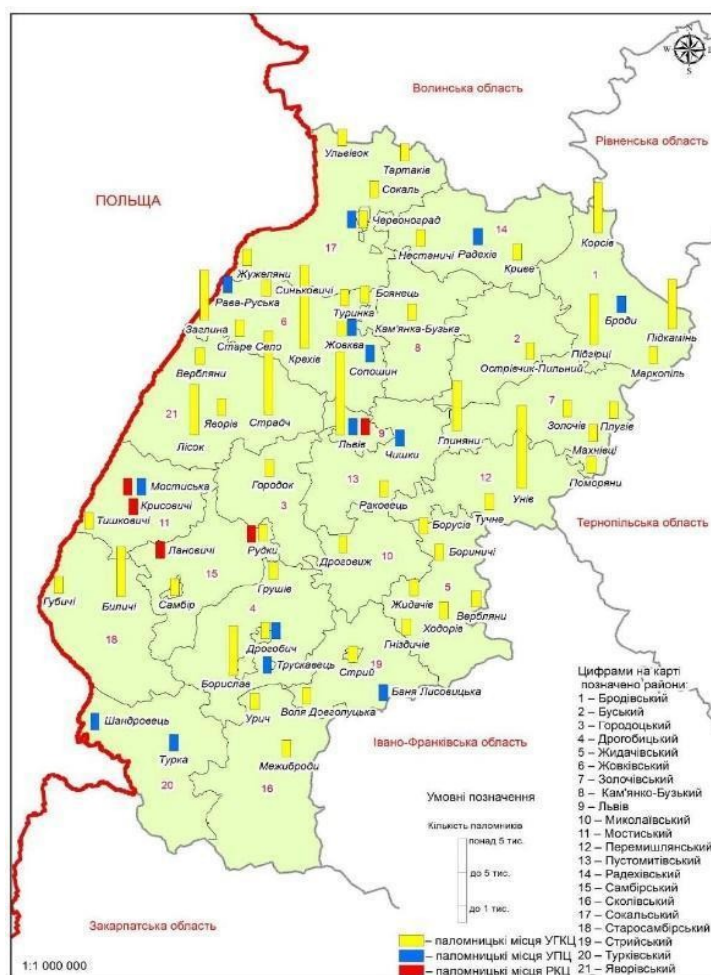 N
W
S
Волинська область
Рівненська область
ПОЛЬЩА
Ульвівок
Тартаків
Сокаль
Червоноград
14
Нестаничі
Радехів
Криве
Корсів
17
1
Жужеляни
Рава-Руська
Синьковичі
Боянець
Туринка
Кам'янка-Бузька
Броди
Підкамінь
Заглина
6
Старе Село
Крехів
Жовква
8
2
Підгірці
Сопошин
Острівчик-Пильний
Маркопіль
Вербляни
21
Яворів
Страдч
7
Золочів
Плугів
Лісок
Львів
9
Чишки
Глиняни
Махнівці
Поморяни
Городок
13
12
Мостиська
Унів
Крисовичі
3
Раковець
Тучне
Тишковичі
11
Тернопільська область
Лановичі
Рудки
Борусів
Дроговиж
10
Бориничі
15
Грушів
Губичі
Биличі
Самбір
5
Жидачів
Вербляни
4
Ходорів
18
Дрогобич
Гніздичів
Борислав
Трускавець
Стрий
19
Баня Лисовицька
Урич
Воля Довголуцька
Шандровець
Івано-Франківська область
Турка
Межиброди
20
16
Закарпатська область
1:1 000 000
Умовні позначення
Кількість паломників
понад 5 тис.
до 5 тис.
до 1 тис.
– паломницькі місця УГКЦ
– паломницькі місця УПЦ
– паломницькі місця РКЦ
Цифрами на карті
позначено райони:
1 – Бродівський
2 – Буський
3 – Городоцький
4 – Дрогобицький
5 – Жидачівський
6 – Жовківський
7 – Золочівський
8 – Кам'янко-Бузький
9 – Львів
10 – Миколаївський
11 – Мостиський
12 – Перемишлянський
13 – Пустомитівський
14 – Радехівський
15 – Самбірський
16 – Сколівський
17 – Сокальський
18 – Старосамбірський
19 – Стрийський
20 – Турківський
21 – Яворівський